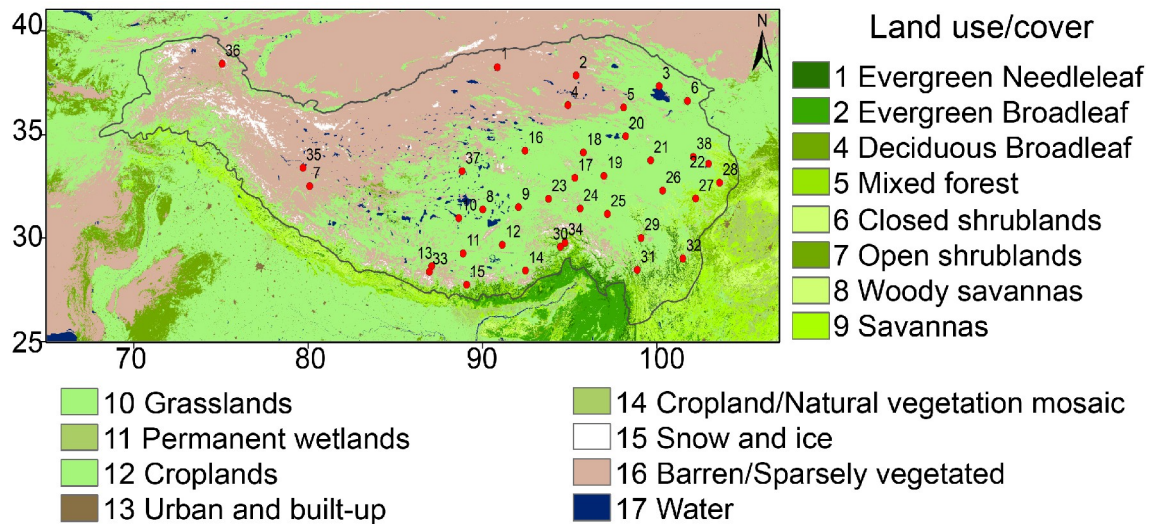 40
35
30
25
70
80
90
100
N
36
1
2
3
4
5
6
16
18
20
38
35
7
37
17
19
21
22
28
8
9
23
24
26
27
10
25
11
12
30
34
29
13
33
15
14
31
32
Land use/cover
1 Evergreen Needleleaf
2 Evergreen Broadleaf
4 Deciduous Broadleaf
5 Mixed forest
6 Closed shrublands
7 Open shrublands
8 Woody savannas
9 Savannas
10 Grasslands
11 Permanent wetlands
12 Croplands
13 Urban and built-up
14 Cropland/Natural vegetation mosaic
15 Snow and ice
16 Barren/Sparsely vegetated
17 Water